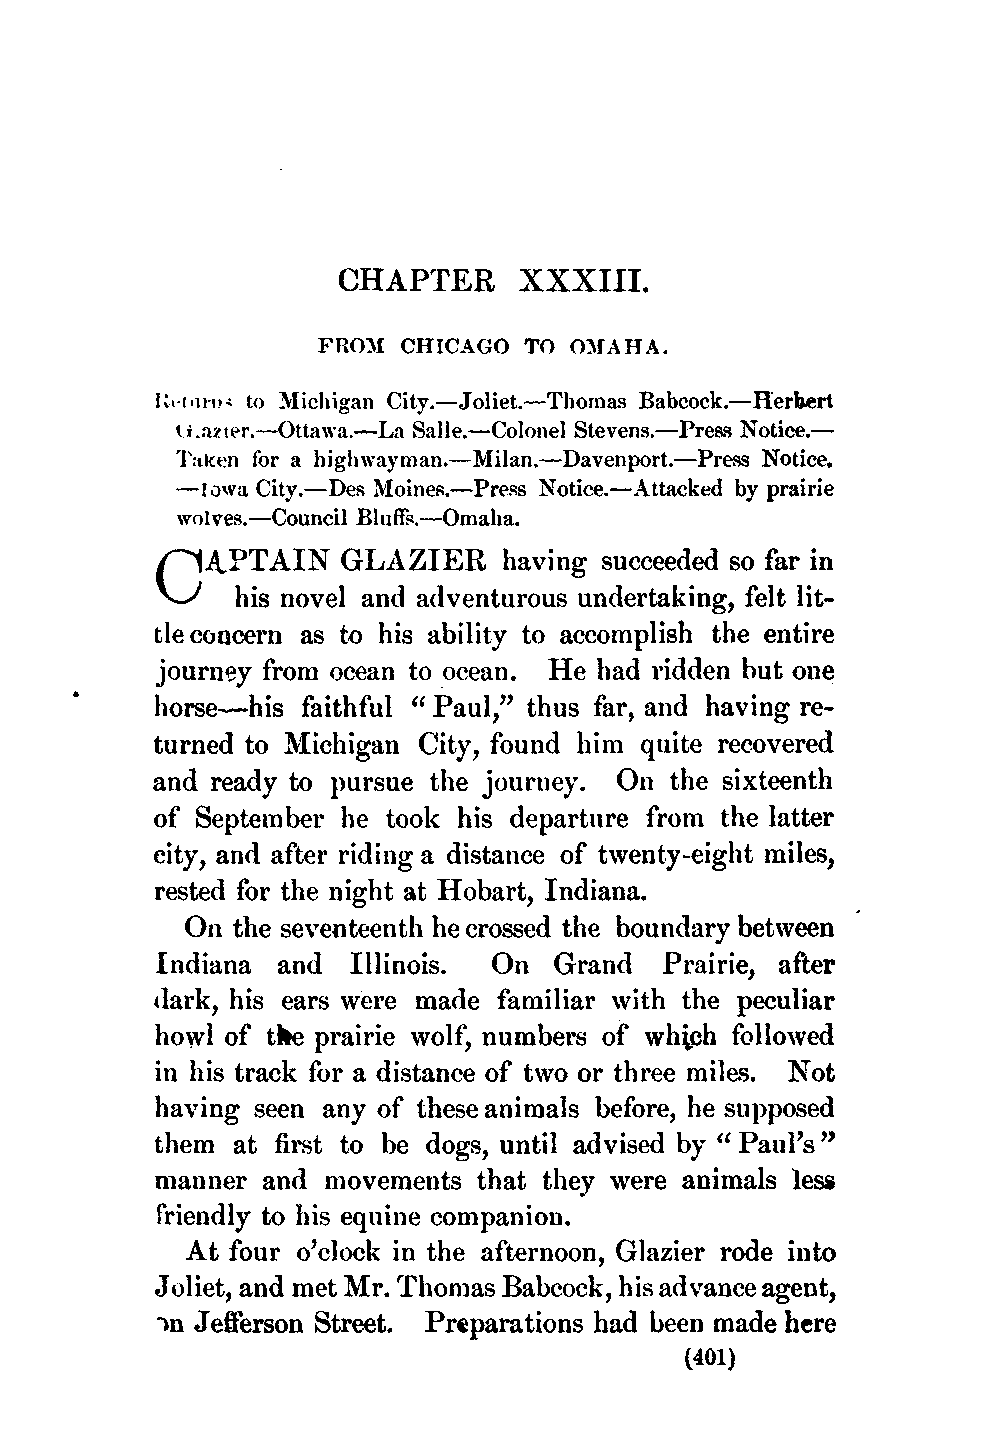 CHAPTER XXXIII.
FROM CHICAGO TO OMAHA.
Returns to Michigan City.—Joliet.—Thomas Babcock.—Herbert
Glazier.—Ottawa.—La Salle.—Colonel Stevens.—Press Notice.—
Taken for a highwayman.—Milan.—Davenport.—Press Notice.
—Iowa City.—Des Moines.—Press Notice.—Attacked by prairie
wolves.—Council Bluffs.—Omaha.
CAPTAIN GLAZIER having succeeded so far in
his novel and adventurous undertaking, felt lit-
tle concern as to his ability to accomplish the entire
journey from ocean to ocean. He had ridden but one
horse—his faithful “Paul,” thus far, and having re-
turned to Michigan City, found him quite recovered
and ready to pursue the journey. On the sixteenth
of September he took his departure from the latter
city, and after riding a distance of twenty-eight miles,
rested for the night at Hobart, Indiana.
On the seventeenth he crossed the boundary between
Indiana and Illinois. On Grand Prairie, after
dark, his ears were made familiar with the peculiar
howl of the prairie wolf, numbers of which followed
in his track for a distance of two or three miles. Not
having seen any of these animals before, he supposed
them at first to be dogs, until advised by “Paul’s”
manner and movements that they were animals less
friendly to his equine companion.
At four o’clock in the afternoon, Glazier rode into
Joliet, and met Mr. Thomas Babcock, his advance agent,
on Jefferson Street. Preparations had been made here
(401)